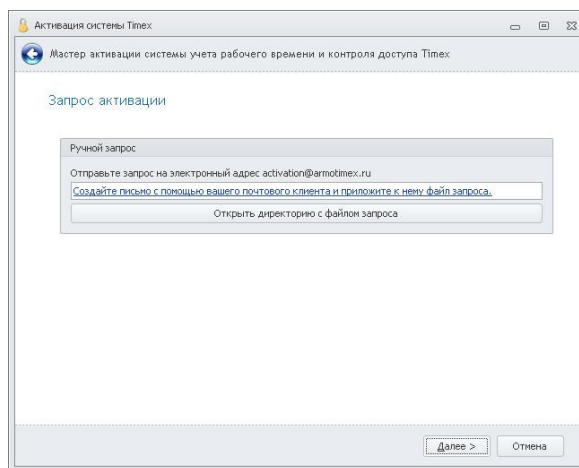 Активация системы Timex
Мастер активации системы учета рабочего времени и контроля доступа Timex
Запрос активации
Ручной запрос
Отправьте запрос на электронный адрес activation@armotimex.ru
Создайте письмо с помощью вашего почтового клиента и приложите к нему файл запроса.
Открыть директорию с файлом запроса
Далее >
Отмена